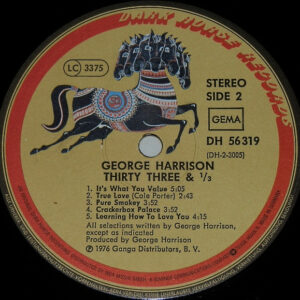 DARK HORSE RECORDS
LC 3375
STEREO
SIDE 2
GEMA
DH 56319
(DH-2-3005)
GEORGE HARRISON
THIRTY THREE & 1/3
1. It's What You Value 5:05
2. True Love (Cole Porter) 2:43
3. Pure Smokey 3:52
4. Crackerbox Palace 3:52
5. Learning How To Love You 4:15
All selections written by George Harrison,
except as indicated
Produced by George Harrison
℗ 1976 Ganga Distributors, B. V.